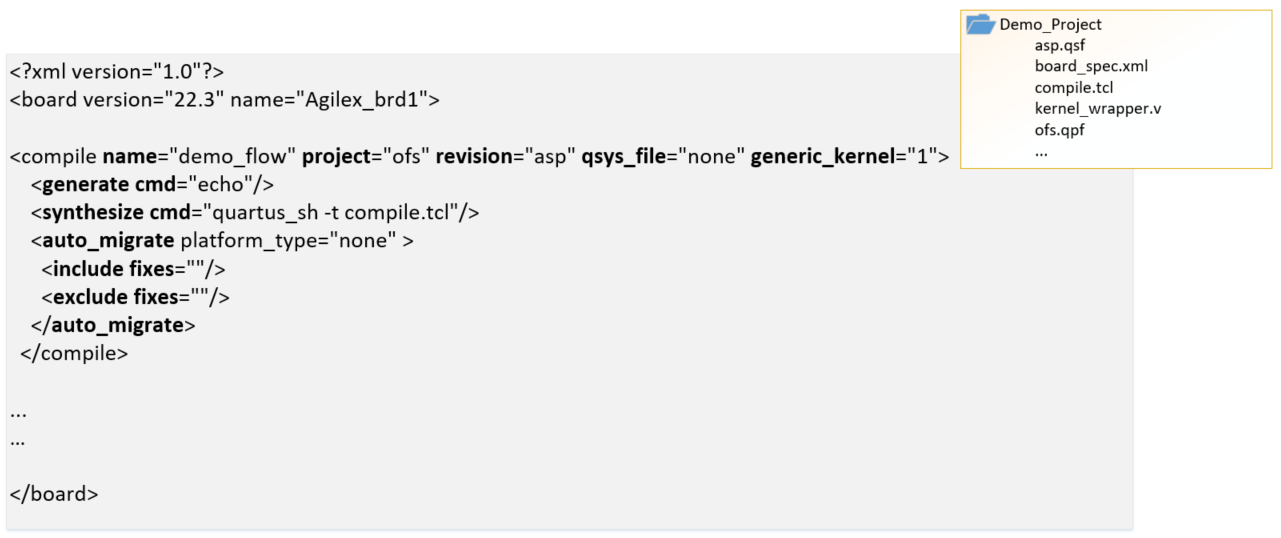 Demo_Project
asp.qsf
board_spec.xml
compile.tcl
kernel_wrapper.v
ofs.qpf
...
<?xml version="1.0"?>
<board version="22.3" name="Agilex_brd1">
<compile name="demo_flow" project="ofs" revision="asp" qsys_file="none" generic_kernel="1">
<generate cmd="echo"/>
<synthesize cmd="quartus_sh -t compile.tcl"/>
<auto_migrate platform_type="none" >
<include fixes=""/>
<exclude fixes=""/>
</auto_migrate>
</compile>
...
...
</board>